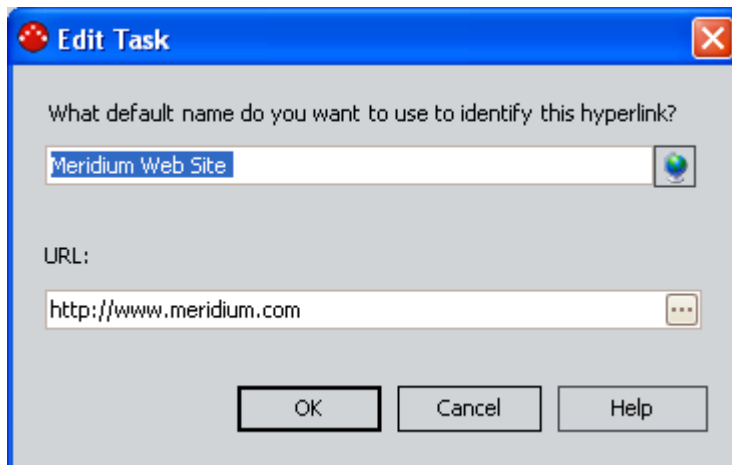 Edit Task
What default name do you want to use to identify this hyperlink?
Meridium Web Site
URL:
http://www.meridium.com
...
OK Cancel Help